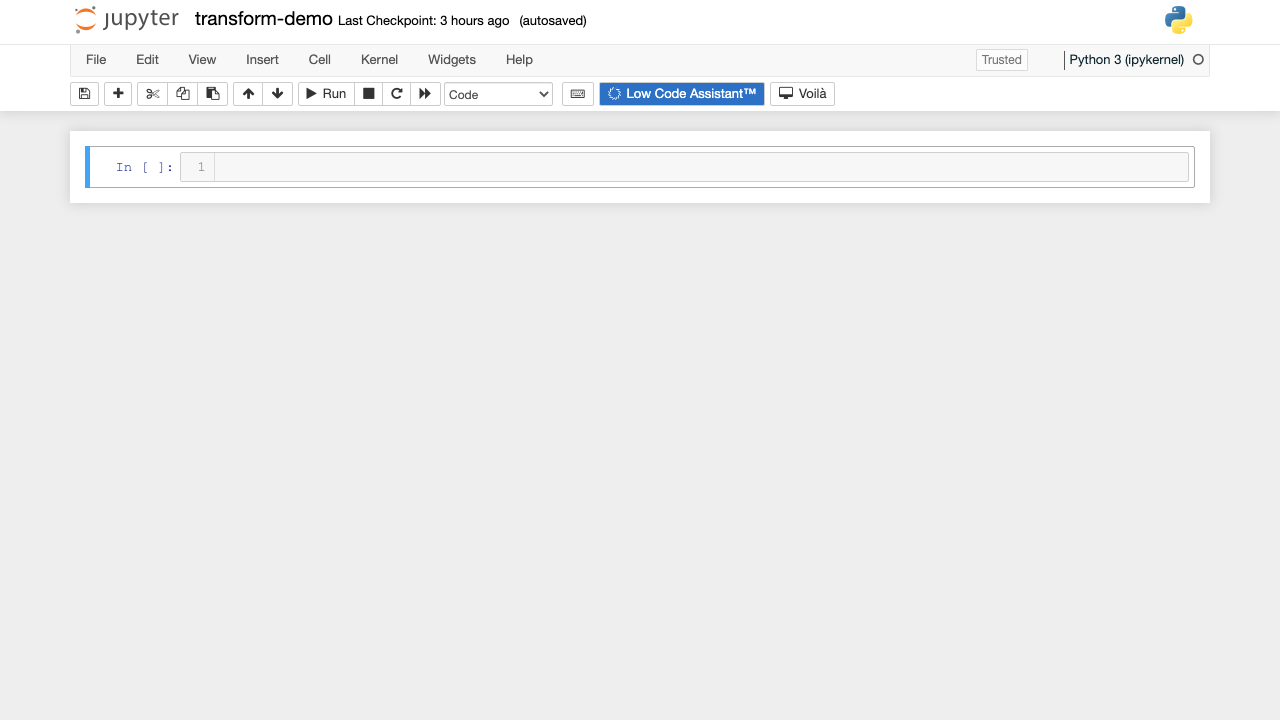 jupyter transform-demo Last Checkpoint: 3 hours ago (autosaved)
File Edit View Insert Cell Kernel Widgets Help Trusted Python 3 (ipykernel)
Run Code Low Code Assistant™ Voilà
In [ ]: 1